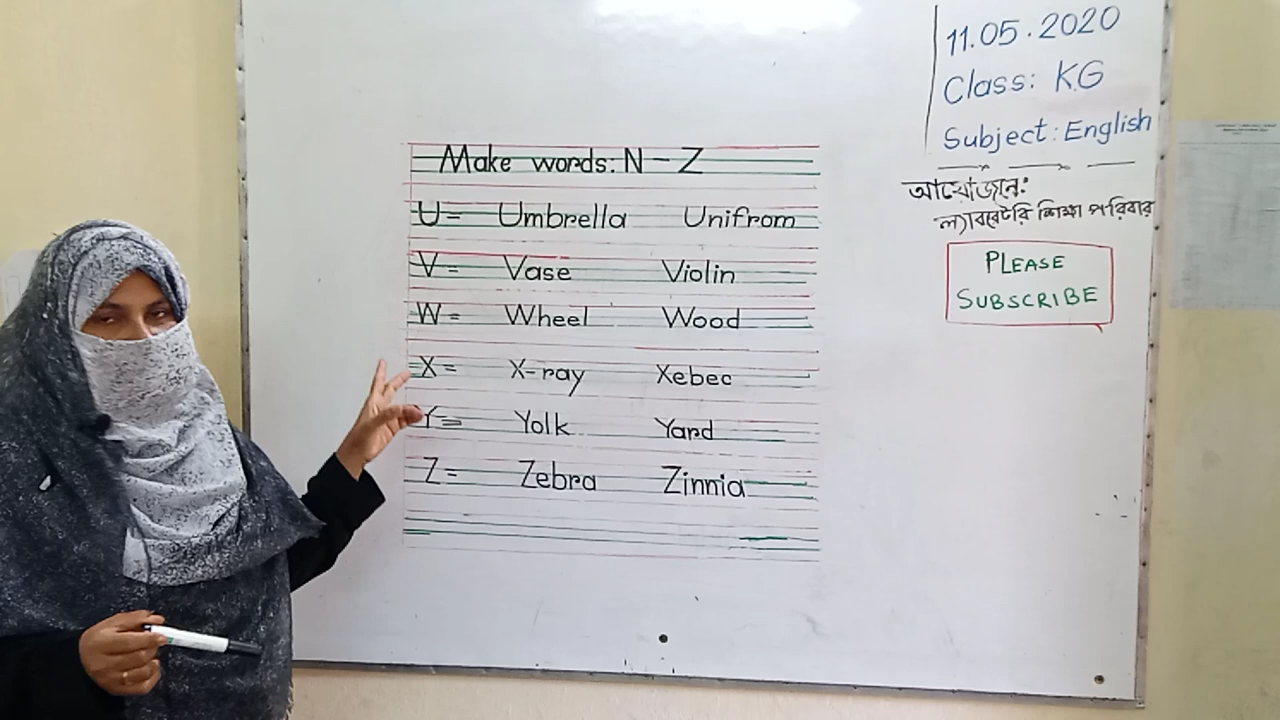 Make words: N - Z
U = Umbrella Unifrom
V = Vase Violin
W = Wheel Wood
X = X-ray Xebec
Y = Yolk Yard
Z = Zebra Zinnia
11.05.2020
Class: KG
Subject: English
আয়োজনে:
ল্যাবরেটরি শিক্ষা পরিবার
PLEASE
SUBSCRIBE